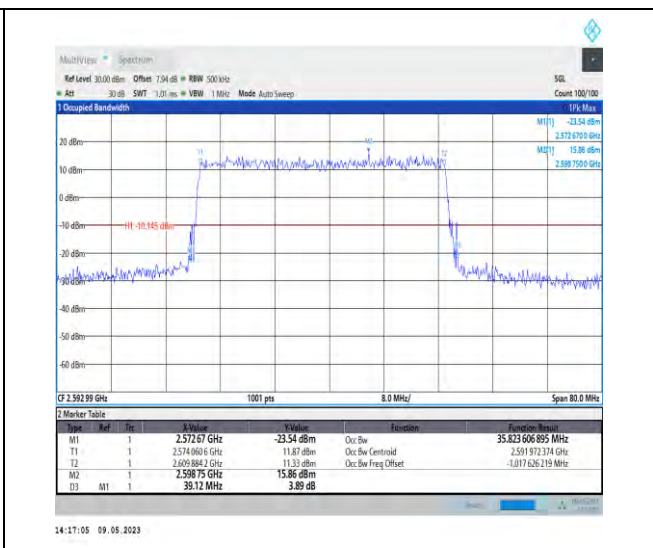 MultiView Spectrum
Ref Level 30.00 dBm Offset 7.94 dB RBW 500 kHz SGL
Att 30 dB SWT 1.01 ms VBW 1 MHz Mode Auto Sweep Count 100/100
1 Occupied Bandwidth 1Pk Max
M1[1] -23.54 dBm
2.572 6700 GHz
M2[1] 15.86 dBm
2.598 7500 GHz
20 dBm
M2
T1 T2
10 dBm
0 dBm
-10 dBm H1 -10.145 dBm
-20 dBm
-30 dBm
-40 dBm
-50 dBm
-60 dBm
CF 2.592 99 GHz 1001 pts 8.0 MHz/ Span 80.0 MHz
2 Marker Table
Type Ref Trc X-Value Y-Value Function Function Result
M1 1 2.572 67 GHz -23.54 dBm Occ Bw 35.823 606 895 MHz
T1 1 2.574 060 6 GHz 11.87 dBm Occ Bw Centroid 2.591 972 374 GHz
T2 1 2.609 884 2 GHz 11.33 dBm Occ Bw Freq Offset -1.017 626 219 MHz
M2 1 2.598 75 GHz 15.86 dBm
D3 M1 1 39.12 MHz 3.89 dB
14:17:05 09.05.2023